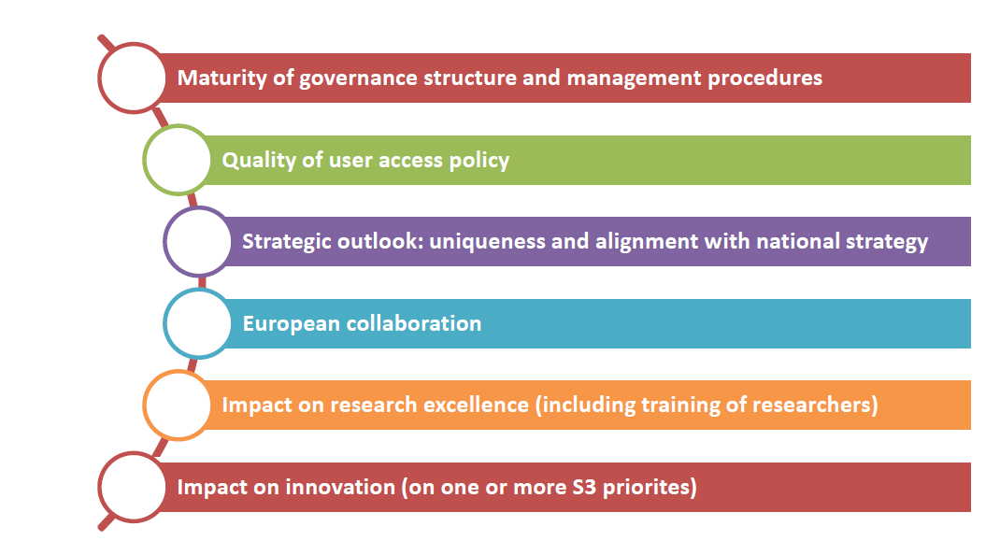 Maturity of governance structure and management procedures
Quality of user access policy
Strategic outlook: uniqueness and alignment with national strategy
European collaboration
Impact on research excellence (including training of researchers)
Impact on innovation (on one or more S3 priorites)